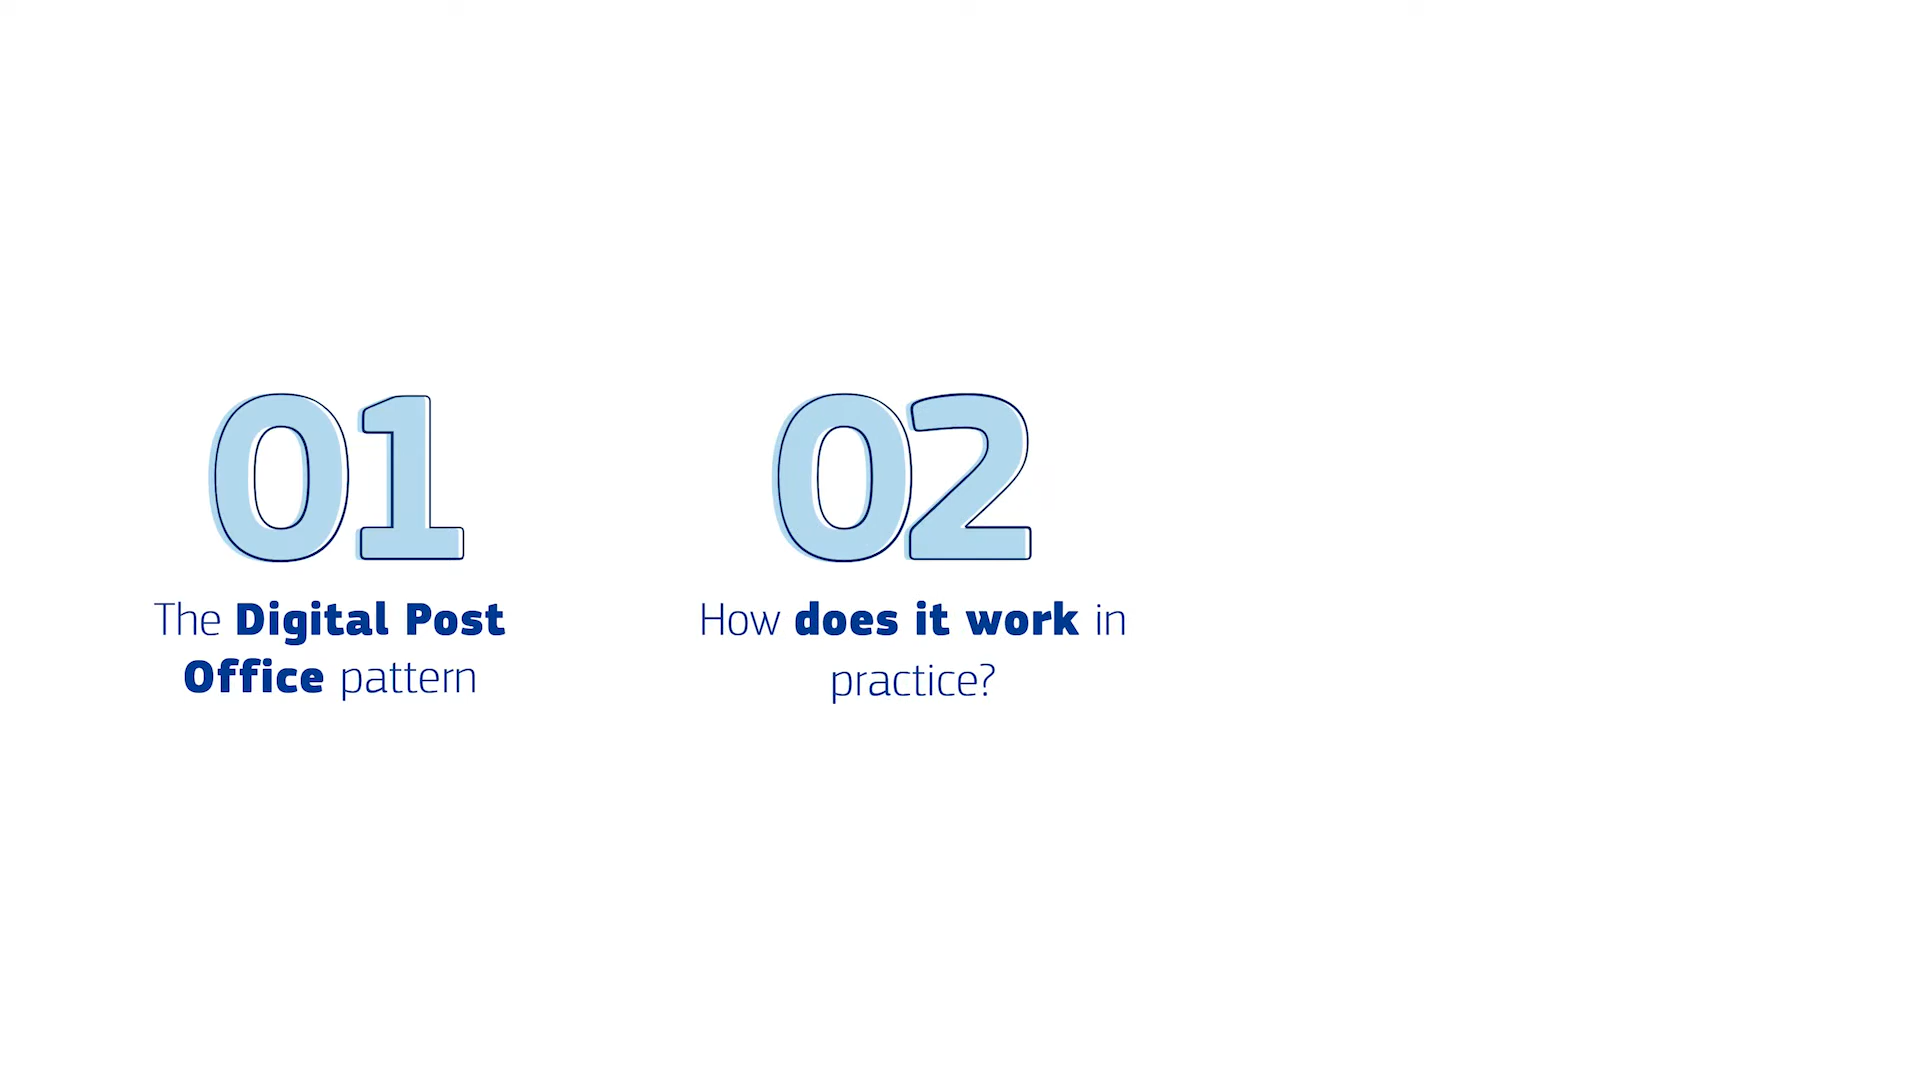 01
The Digital Post
Office pattern
02
How does it work in
practice?